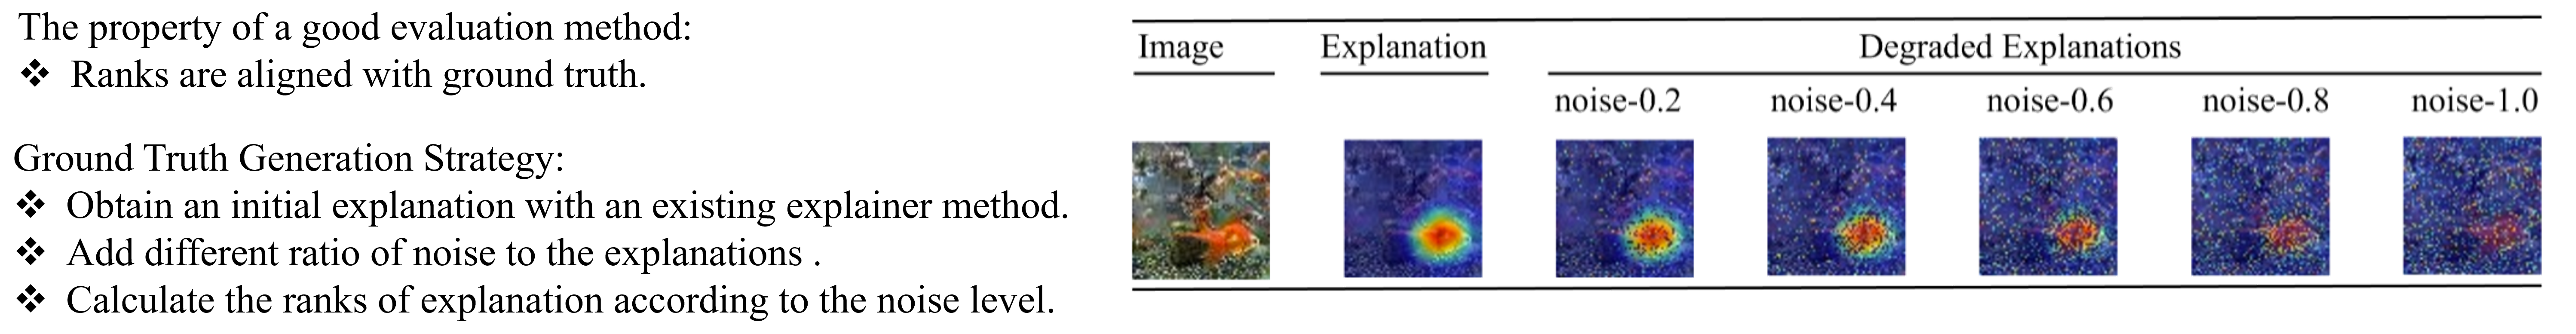 The property of a good evaluation method:
❖ Ranks are aligned with ground truth.
Ground Truth Generation Strategy:
❖ Obtain an initial explanation with an existing explainer method.
❖ Add different ratio of noise to the explanations .
❖ Calculate the ranks of explanation according to the noise level.
Image Explanation Degraded Explanations
noise-0.2 noise-0.4 noise-0.6 noise-0.8 noise-1.0